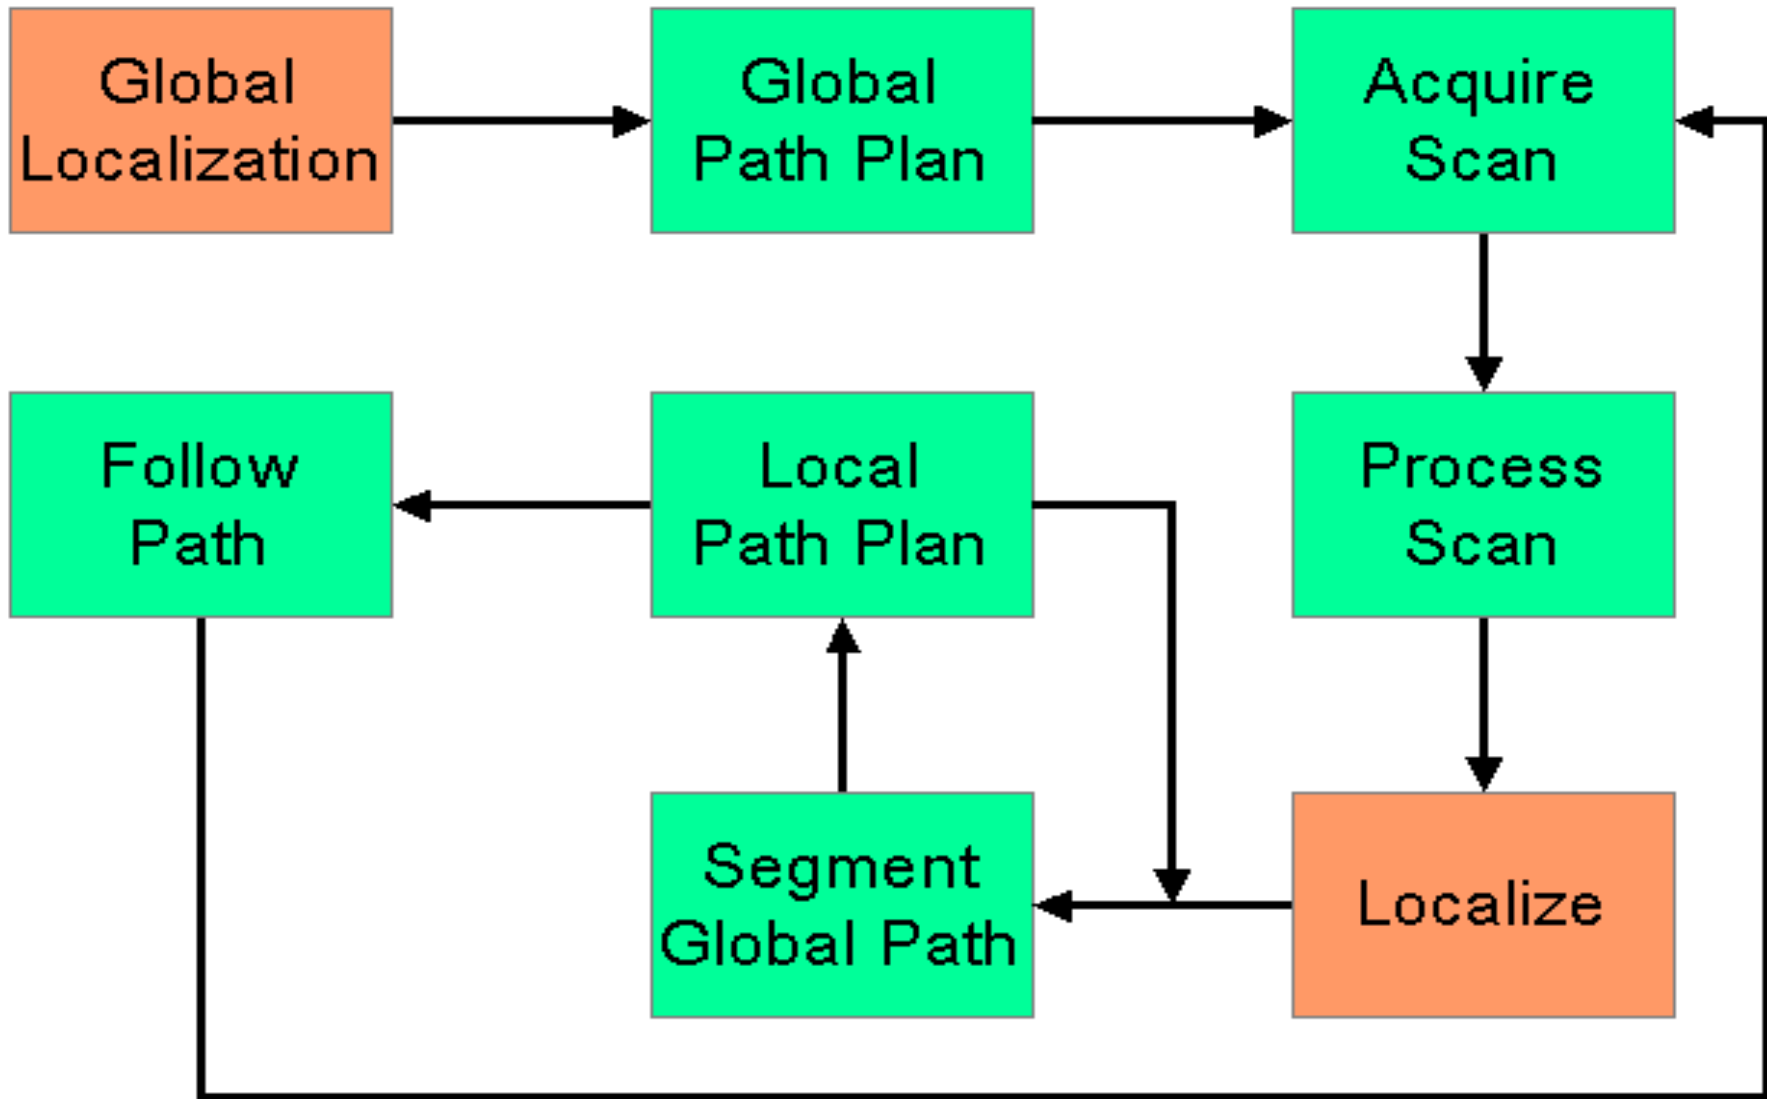 Global
Localization
Global
Path Plan
Acquire
Scan
Follow
Path
Local
Path Plan
Process
Scan
Segment
Global Path
Localize